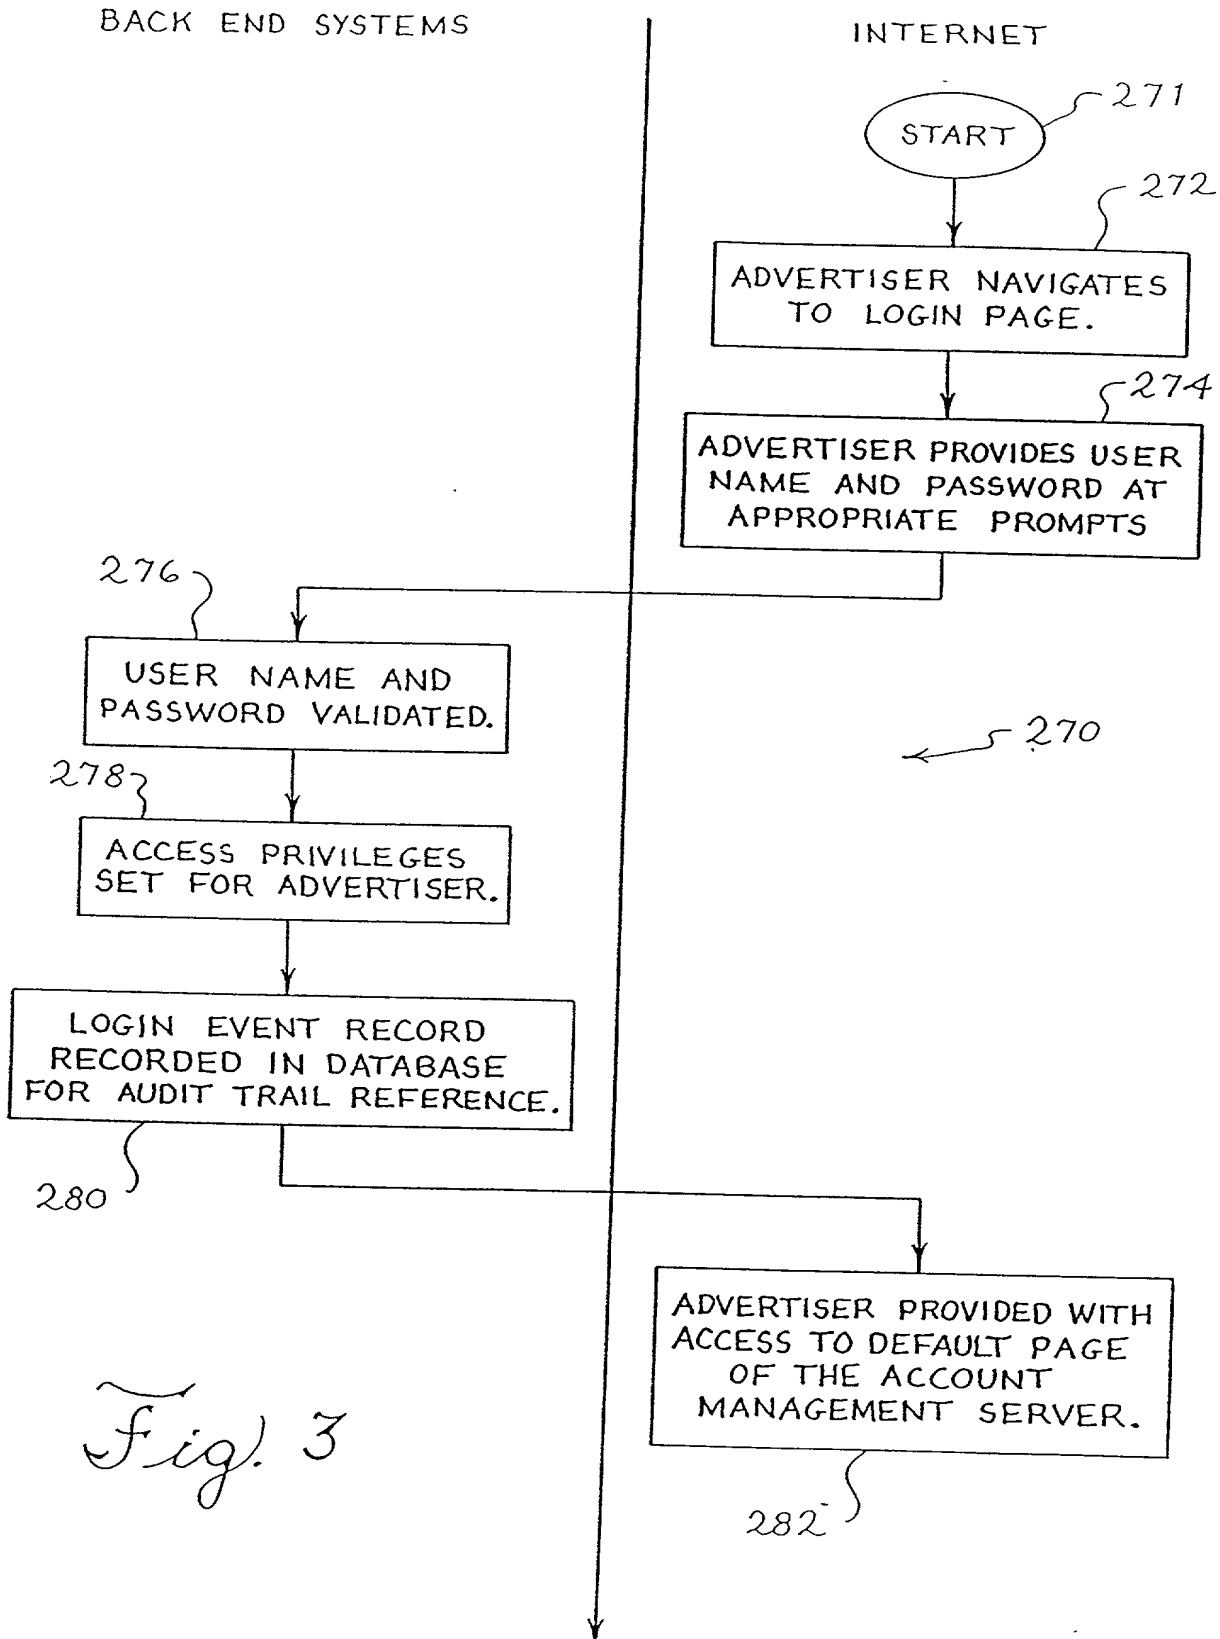 BACK END SYSTEMS
INTERNET
271
START
272
ADVERTISER NAVIGATES
TO LOGIN PAGE.
274
ADVERTISER PROVIDES USER
NAME AND PASSWORD AT
APPROPRIATE PROMPTS
276
USER NAME AND
PASSWORD VALIDATED.
270
278
ACCESS PRIVILEGES
SET FOR ADVERTISER.
LOGIN EVENT RECORD
RECORDED IN DATABASE
FOR AUDIT TRAIL REFERENCE.
280
ADVERTISER PROVIDED WITH
ACCESS TO DEFAULT PAGE
OF THE ACCOUNT
MANAGEMENT SERVER.
282
Fig. 3